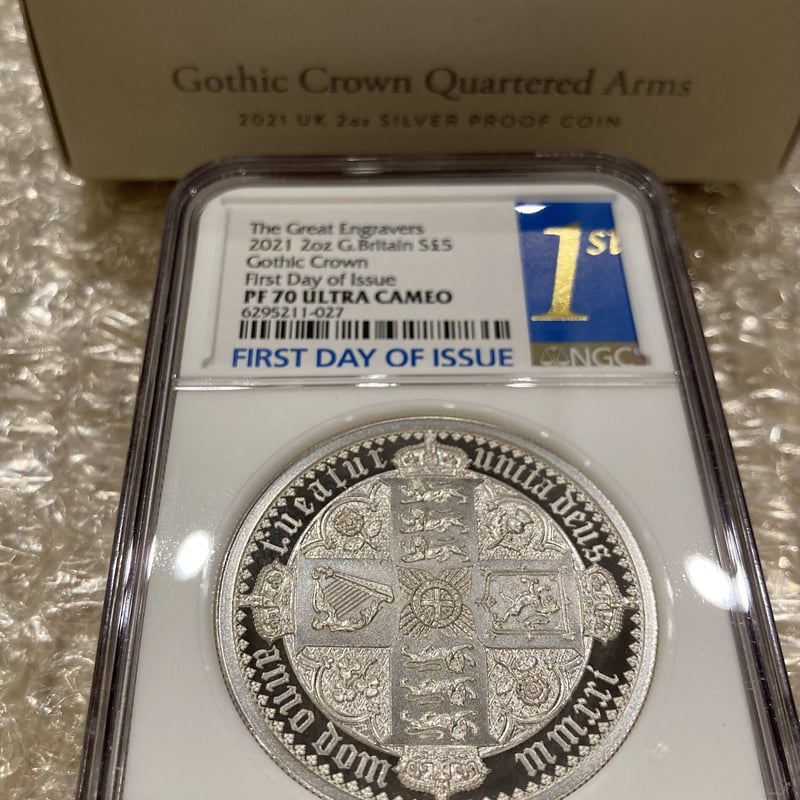 Gothic Crown Quartered Arms
2021 UK 2oz SILVER PROOF COIN
The Great Engravers
2021 2oz G.Britain S£5
Gothic Crown
First Day of Issue
PF 70 ULTRA CAMEO
6295211-027
FIRST DAY OF ISSUE
1st
NGC
tueatur unita deus
anno dom mmxxi